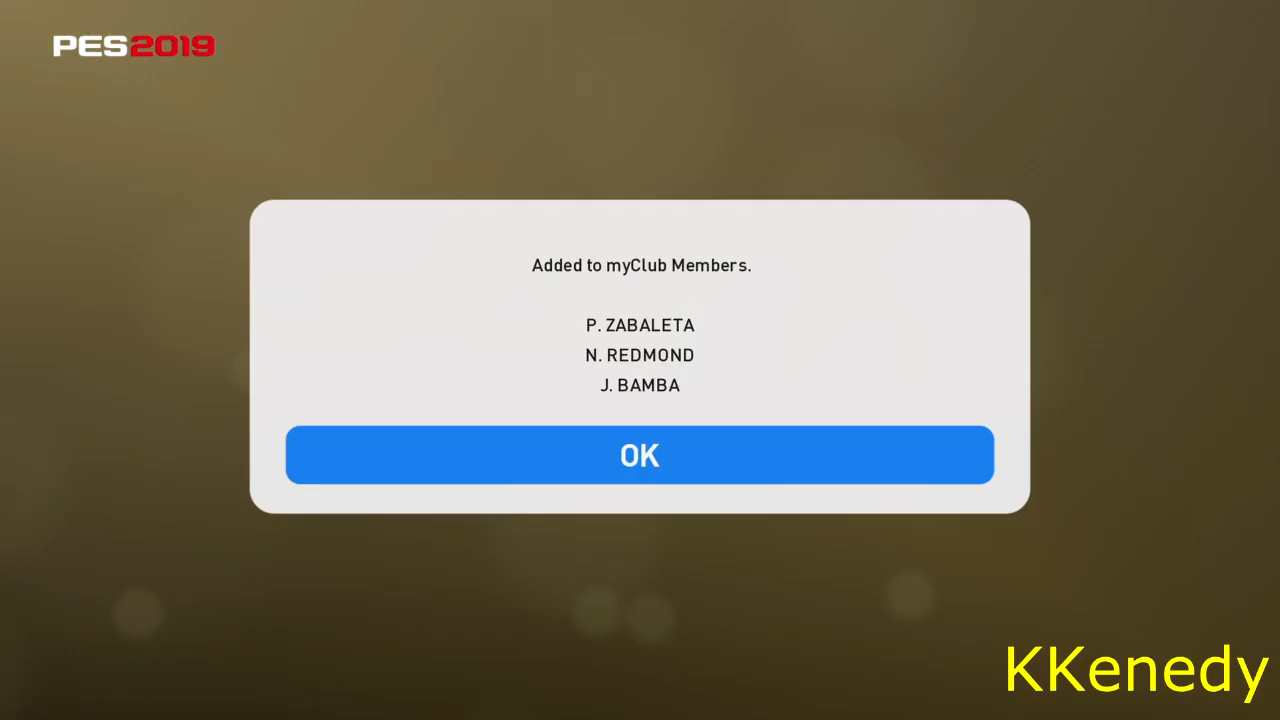 PES2019
Added to myClub Members.
P. ZABALETA
N. REDMOND
J. BAMBA
OK
KKenedy